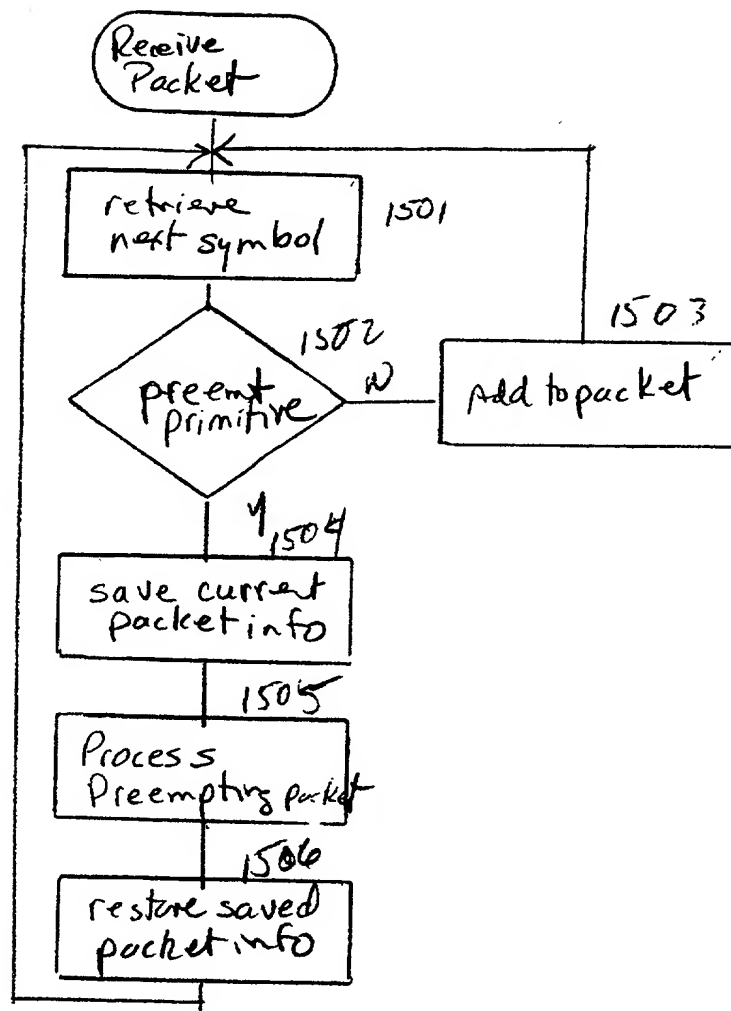 Receive
Packet
retrieve
next symbol
1501
1502
preemt
primitive
N
1503
Add to packet
Y
1504
save current
packet info
1505
Process
Preempting packet
1506
restore saved
packet info